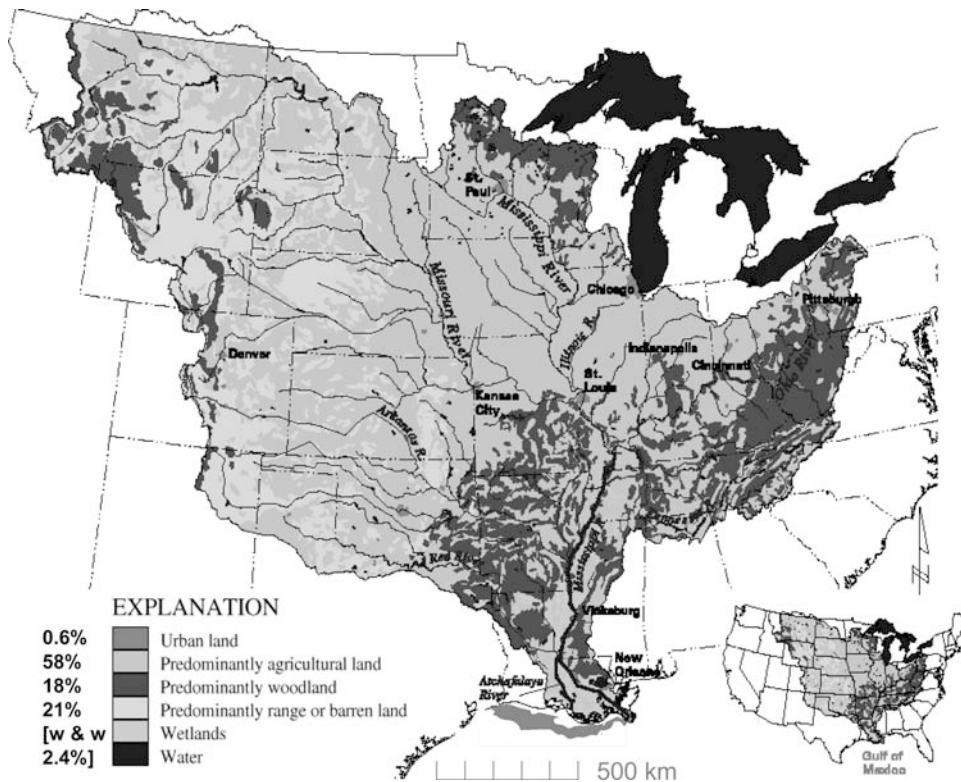 St.
Paul
Mississippi River
Missouri River
Chicago
Pittsburgh
Illinois R.
Indianapolis
Denver
St.
Louis
Cincinnati
Ohio River
Kansas
City
Arkansas R.
Red River
Mississippi
Vicksburg
New
Orleans
Atchafalaya
River
EXPLANATION
0.6% Urban land
58% Predominantly agricultural land
18% Predominantly woodland
21% Predominantly range or barren land
[w & w Wetlands
2.4%] Water
500 km
Gulf of
Mexico